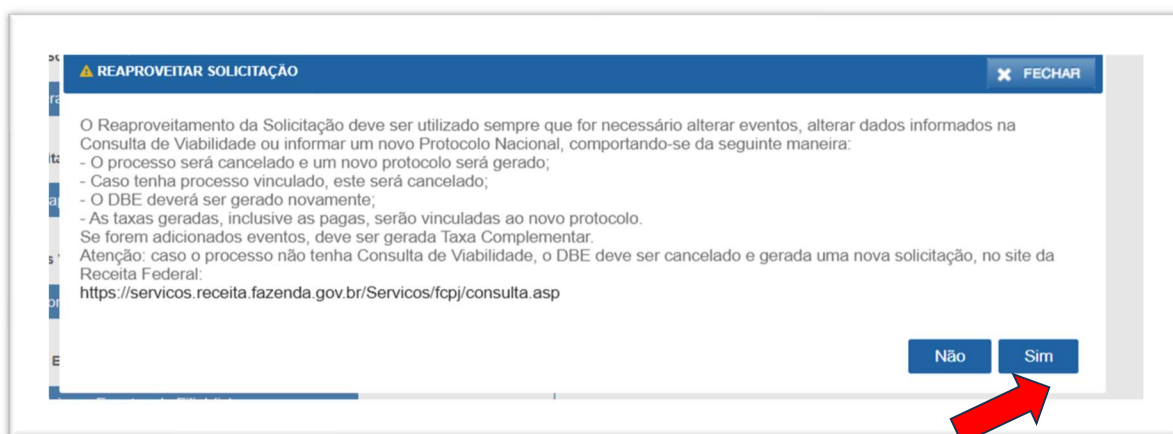 REAPROVEITAR SOLICITAÇÃO
FECHAR
O Reaproveitamento da Solicitação deve ser utilizado sempre que for necessário alterar eventos, alterar dados informados na
Consulta de Viabilidade ou informar um novo Protocolo Nacional, comportando-se da seguinte maneira:
- O processo será cancelado e um novo protocolo será gerado;
- Caso tenha processo vinculado, este será cancelado;
- O DBE deverá ser gerado novamente;
- As taxas geradas, inclusive as pagas, serão vinculadas ao novo protocolo.
Se forem adicionados eventos, deve ser gerada Taxa Complementar.
Atenção: caso o processo não tenha Consulta de Viabilidade, o DBE deve ser cancelado e gerada uma nova solicitação, no site da
Receita Federal:
https://servicos.receita.fazenda.gov.br/Servicos/fcpj/consulta.asp
Não Sim